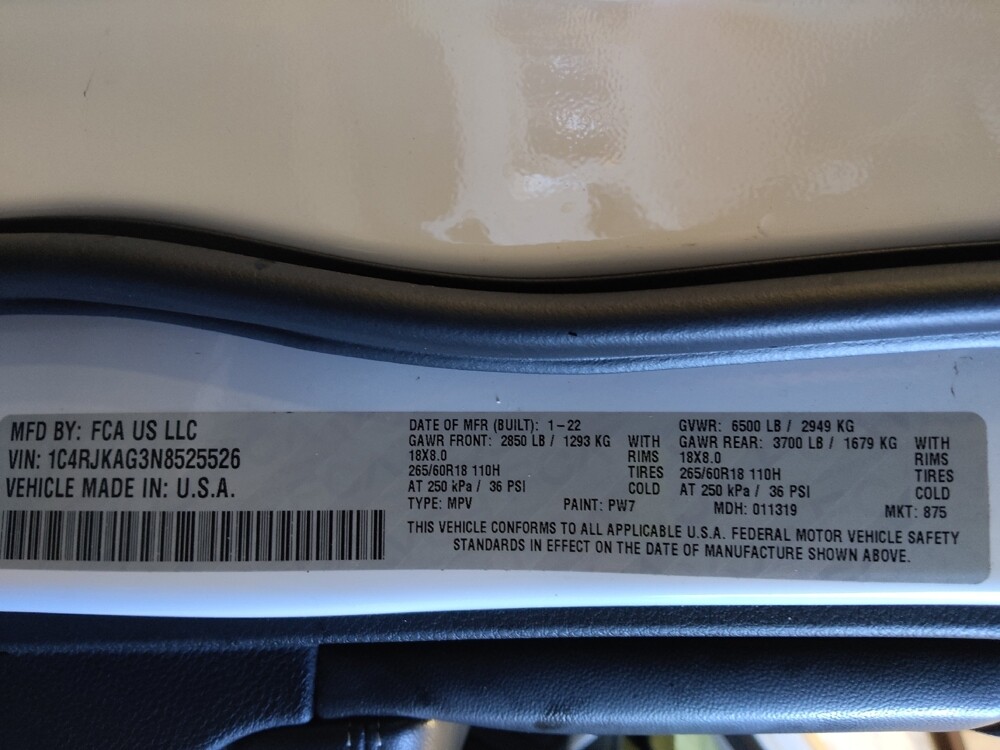 MFD BY: FCA US LLC
VIN: 1C4RJKAG3N8525526
VEHICLE MADE IN: U.S.A.
DATE OF MFR (BUILT): 1-22
GAWR FRONT: 2850 LB / 1293 KG WITH
18X8.0 RIMS
265/60R18 110H TIRES
AT 250 kPa / 36 PSI COLD
TYPE: MPV PAINT: PW7
GVWR: 6500 LB / 2949 KG
GAWR REAR: 3700 LB / 1679 KG WITH
18X8.0 RIMS
265/60R18 110H TIRES
AT 250 kPa / 36 PSI COLD
MDH: 011319 MKT: 875
THIS VEHICLE CONFORMS TO ALL APPLICABLE U.S.A. FEDERAL MOTOR VEHICLE SAFETY
STANDARDS IN EFFECT ON THE DATE OF MANUFACTURE SHOWN ABOVE.